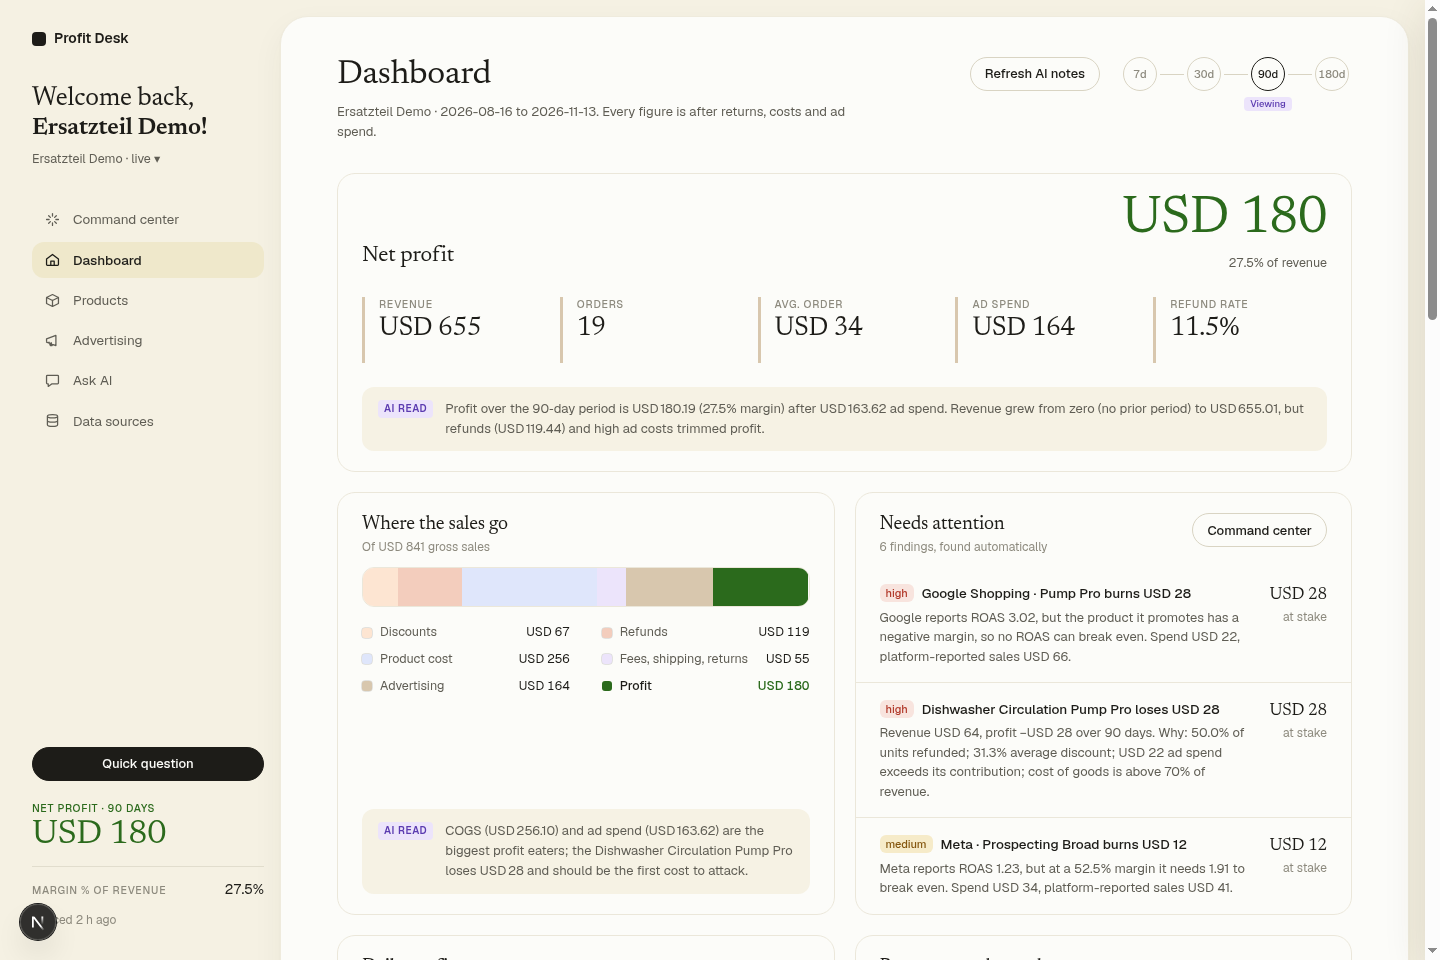 Profit Desk
Welcome back,
Ersatzteil Demo!
Ersatzteil Demo · live ▾
Command center
Dashboard
Products
Advertising
Ask AI
Data sources
Quick question
NET PROFIT · 90 DAYS
USD 180
MARGIN % OF REVENUE 27.5%
ced 2 h ago
N
Dashboard
Ersatzteil Demo · 2026-08-16 to 2026-11-13. Every figure is after returns, costs and ad
spend.
Refresh AI notes
7d 30d 90d 180d
Viewing
Net profit
USD 180
27.5% of revenue
REVENUE
USD 655
ORDERS
19
AVG. ORDER
USD 34
AD SPEND
USD 164
REFUND RATE
11.5%
AI READ
Profit over the 90-day period is USD 180.19 (27.5% margin) after USD 163.62 ad spend. Revenue grew from zero (no prior period) to USD 655.01, but
refunds (USD 119.44) and high ad costs trimmed profit.
Where the sales go
Of USD 841 gross sales
Discounts USD 67
Refunds USD 119
Product cost USD 256
Fees, shipping, returns USD 55
Advertising USD 164
Profit USD 180
AI READ
COGS (USD 256.10) and ad spend (USD 163.62) are the
biggest profit eaters; the Dishwasher Circulation Pump Pro
loses USD 28 and should be the first cost to attack.
Needs attention
6 findings, found automatically
Command center
high Google Shopping · Pump Pro burns USD 28
USD 28
at stake
Google reports ROAS 3.02, but the product it promotes has a
negative margin, so no ROAS can break even. Spend USD 22,
platform-reported sales USD 66.
high Dishwasher Circulation Pump Pro loses USD 28
USD 28
at stake
Revenue USD 64, profit −USD 28 over 90 days. Why: 50.0% of
units refunded; 31.3% average discount; USD 22 ad spend
exceeds its contribution; cost of goods is above 70% of
revenue.
medium Meta · Prospecting Broad burns USD 12
USD 12
at stake
Meta reports ROAS 1.23, but at a 52.5% margin it needs 1.91 to
break even. Spend USD 34, platform-reported sales USD 41.